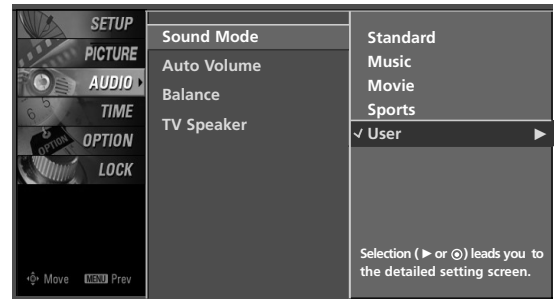 SETUP
PICTURE
AUDIO
TIME
OPTION
LOCK
Move MENU Prev
Sound Mode
Auto Volume
Balance
TV Speaker
Standard
Music
Movie
Sports
✓ User ►
Selection ( ► or ◉) leads you to
the detailed setting screen.